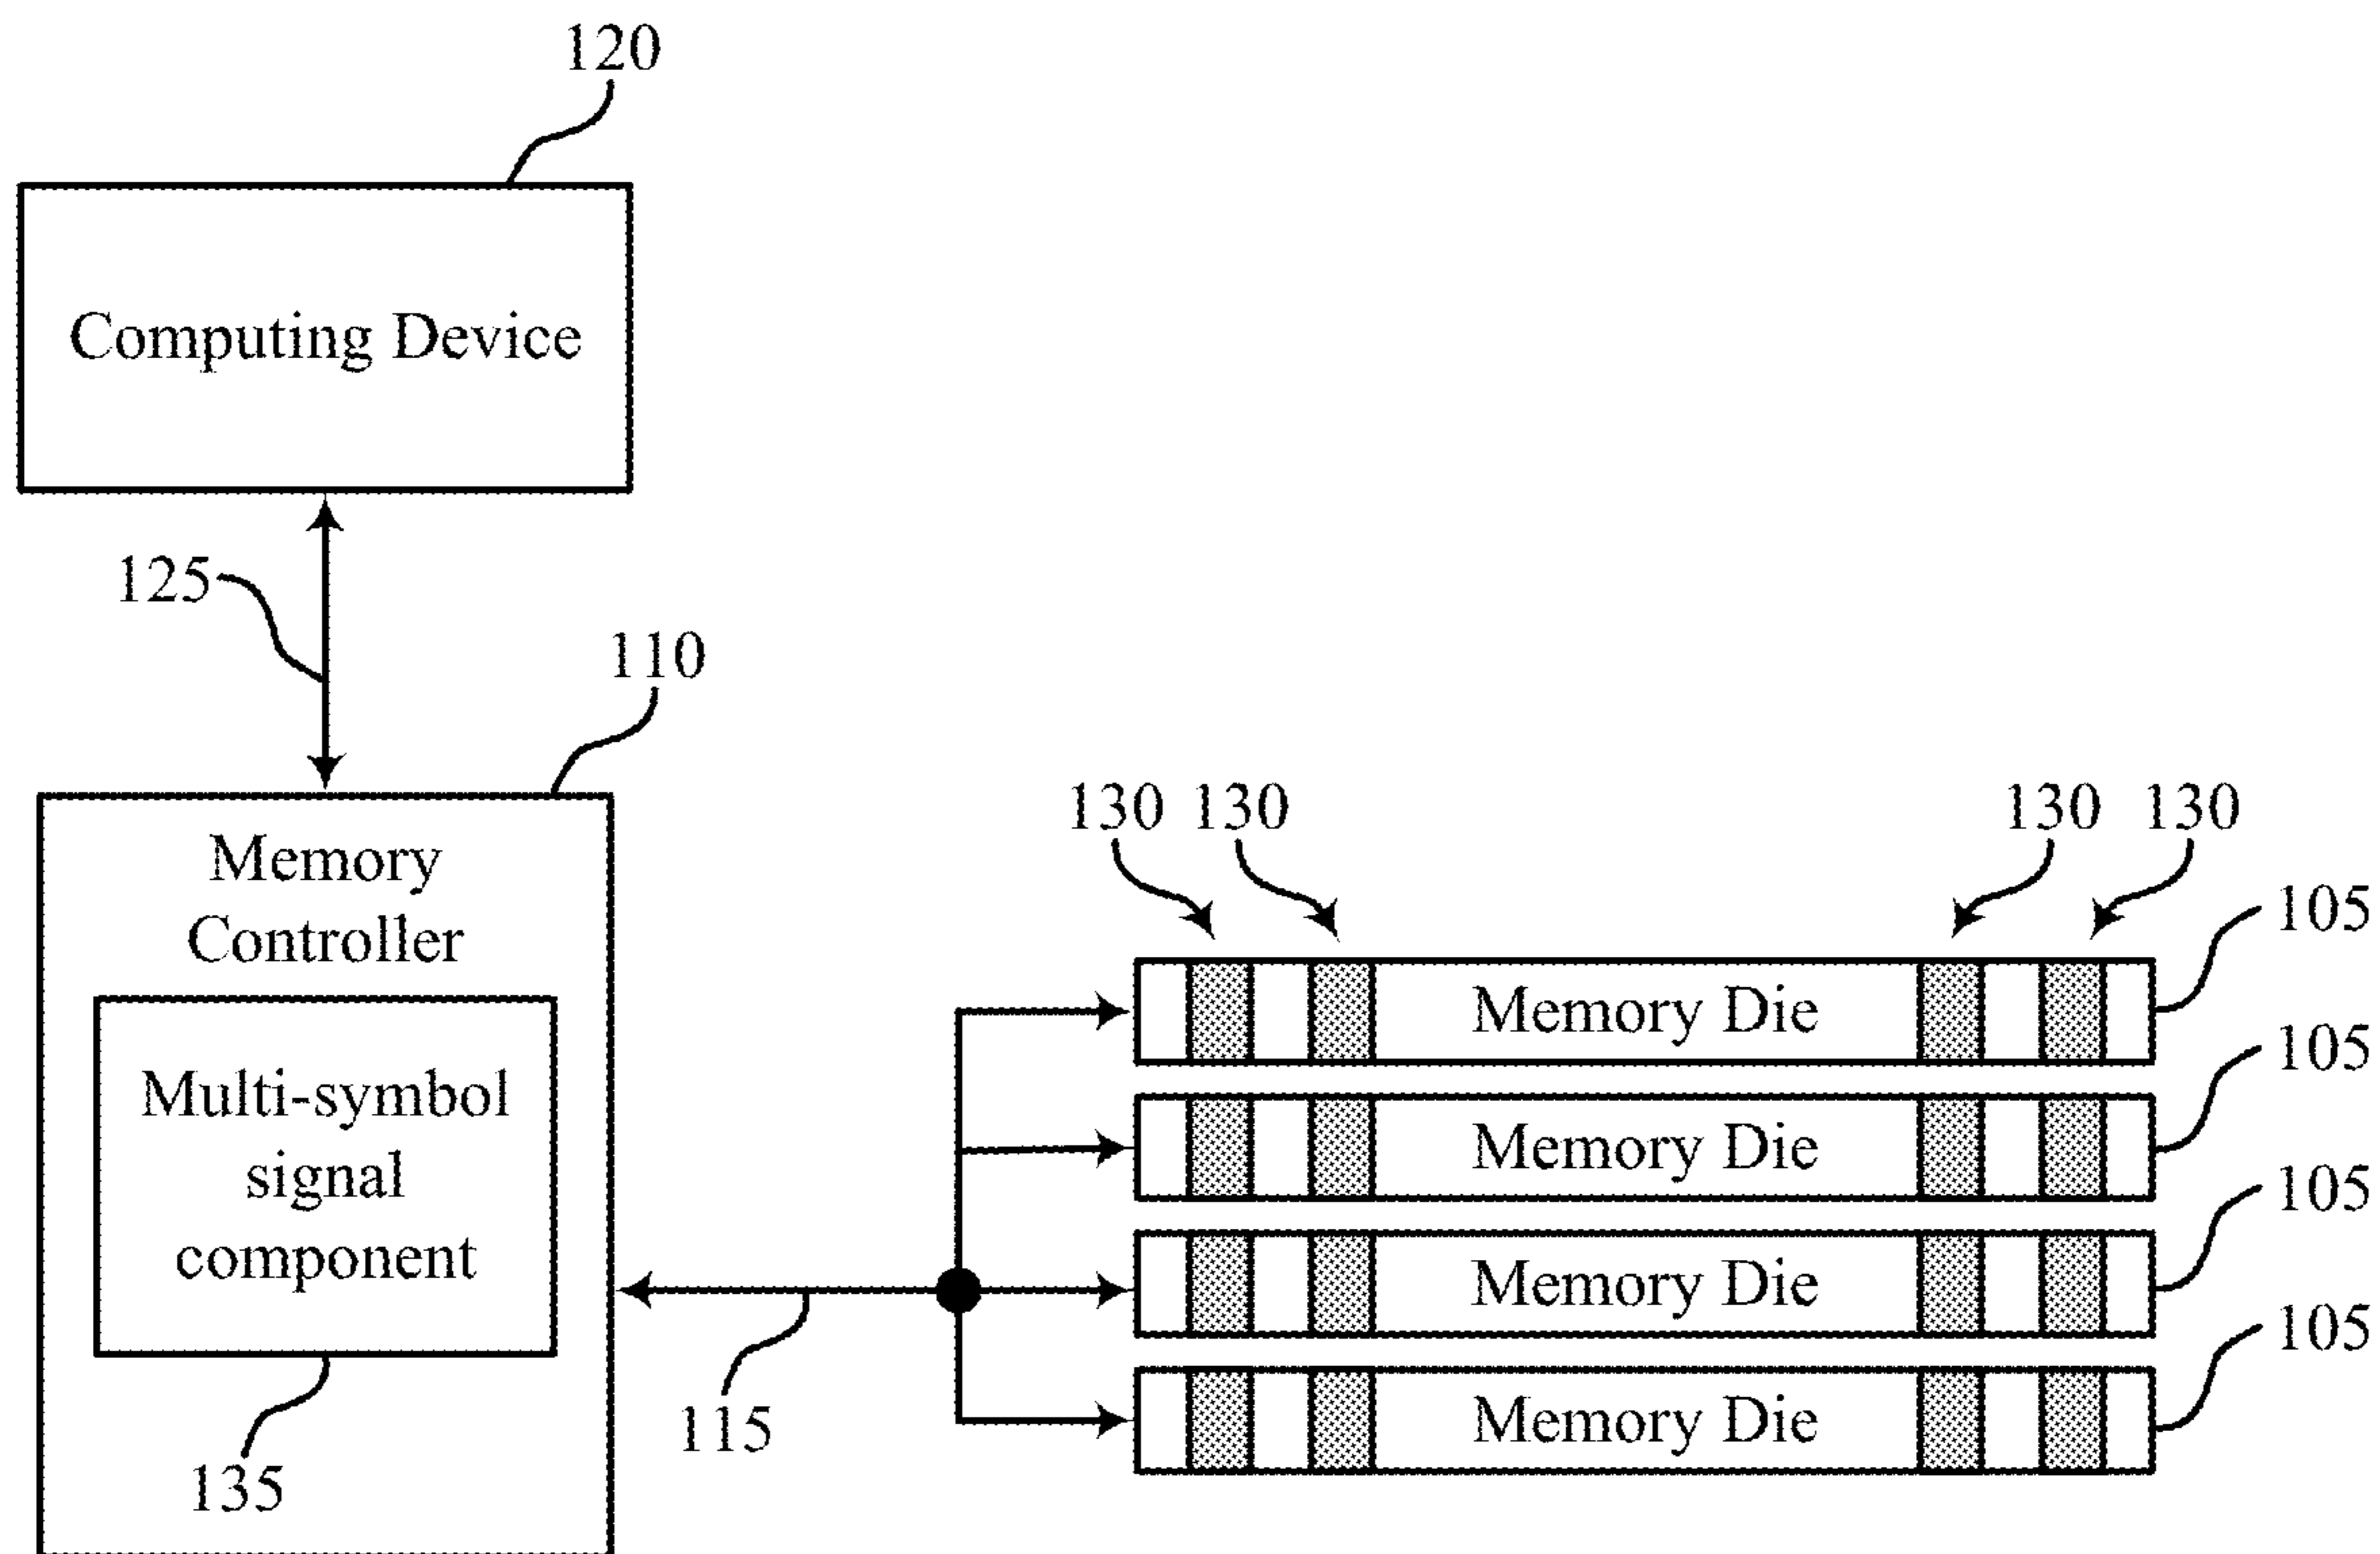 120
Computing Device
125
110
Memory
Controller
130 130 130 130
105
Memory Die
105
Multi-symbol
signal
component
Memory Die
105
Memory Die
105
Memory Die
115
135